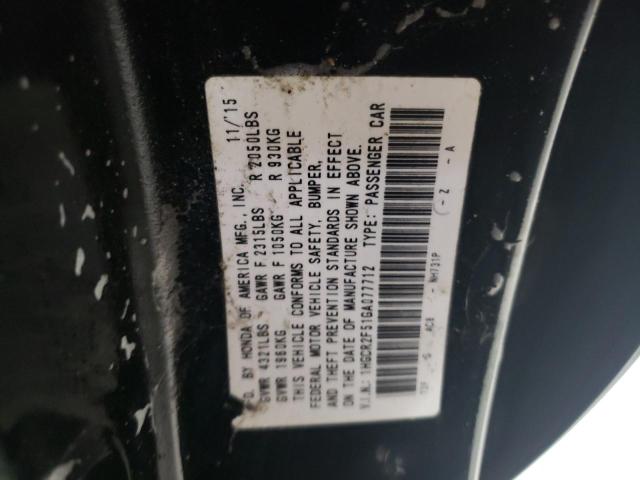 MFD. BY HONDA OF AMERICA MFG., INC. 11/'15
GVWR 4321LBS GAWR F 2315LBS R 2050LBS
GVWR 1960KG GAWR F 1050KG R 930KG
THIS VEHICLE CONFORMS TO ALL APPLICABLE
FEDERAL MOTOR VEHICLE SAFETY, BUMPER,
AND THEFT PREVENTION STANDARDS IN EFFECT
ON THE DATE OF MANUFACTURE SHOWN ABOVE.
V.I.N.: 1HGCR2F51GA077712 TYPE: PASSENGER CAR
AC8 NH731P - Z - A